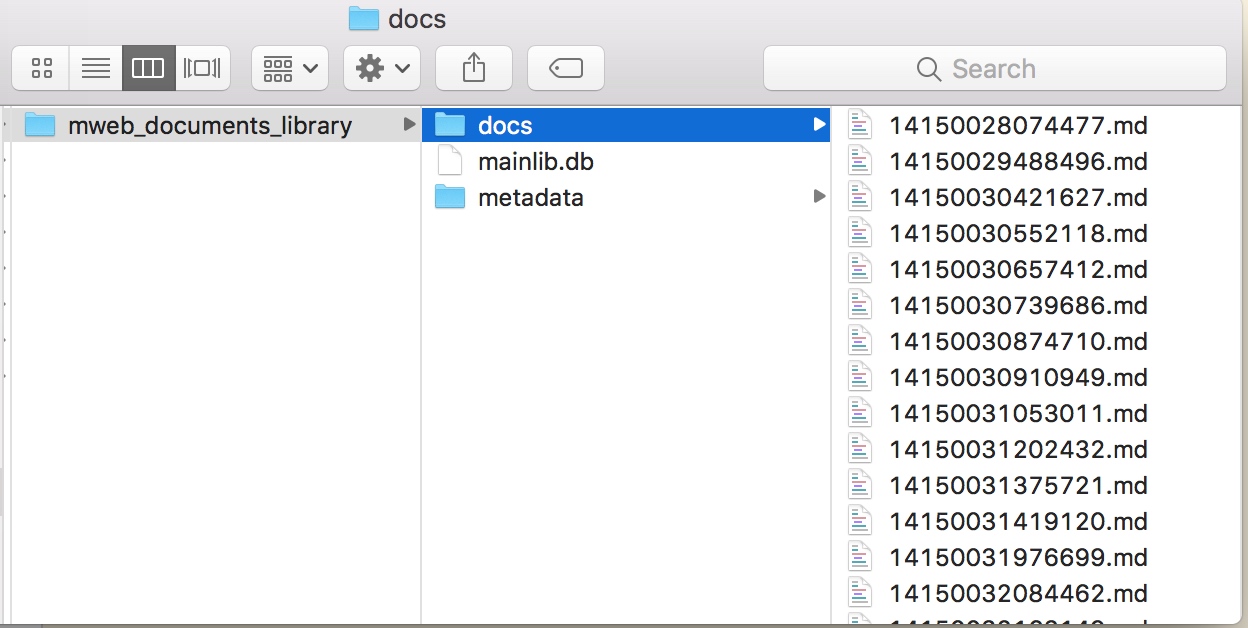 docs
Search
mweb_documents_library
docs
mainlib.db
metadata
14150028074477.md
14150029488496.md
14150030421627.md
14150030552118.md
14150030657412.md
14150030739686.md
14150030874710.md
14150030910949.md
14150031053011.md
14150031202432.md
14150031375721.md
14150031419120.md
14150031976699.md
14150032084462.md